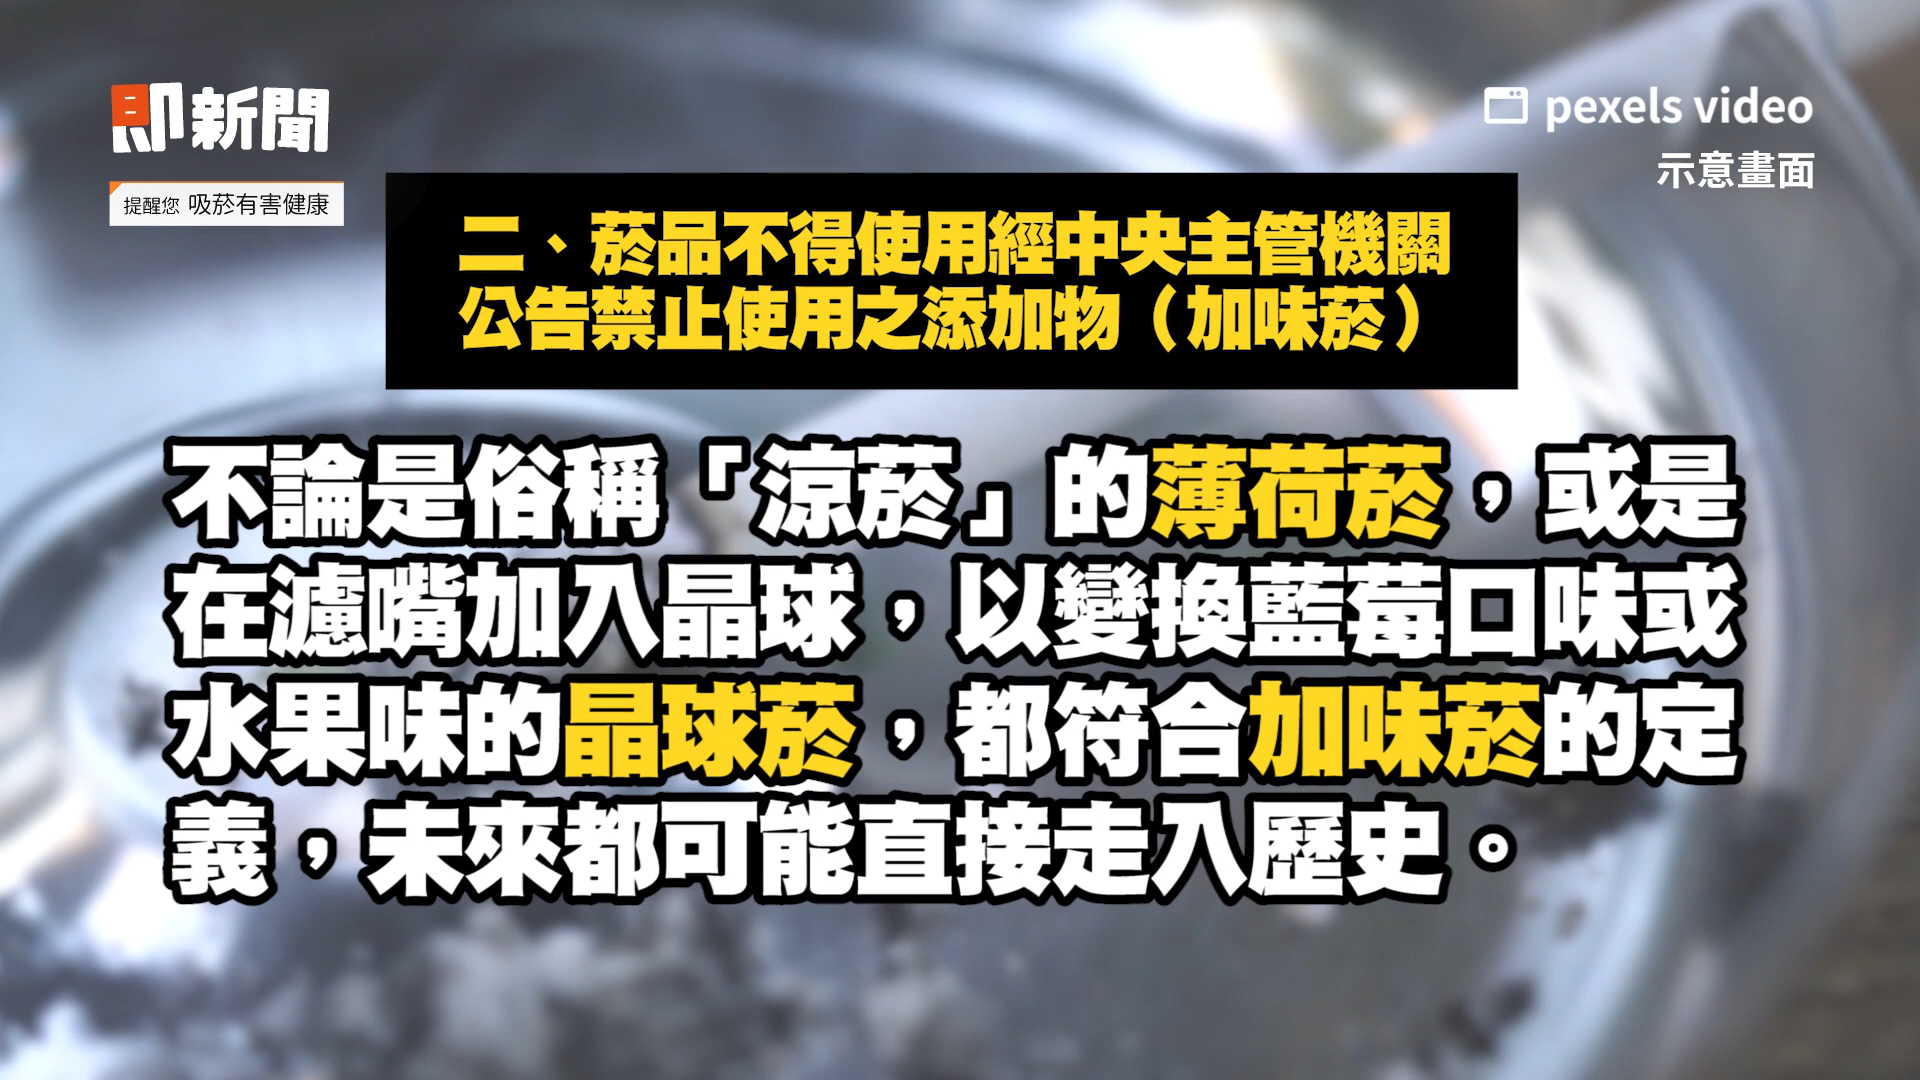 即新聞
提醒您 吸菸有害健康
pexels video
示意畫面
二、菸品不得使用經中央主管機關
公告禁止使用之添加物（加味菸）
不論是俗稱「涼菸」的薄荷菸，或是
在濾嘴加入晶球，以變換藍莓口味或
水果味的晶球菸，都符合加味菸的定
義，未來都可能直接走入歷史。